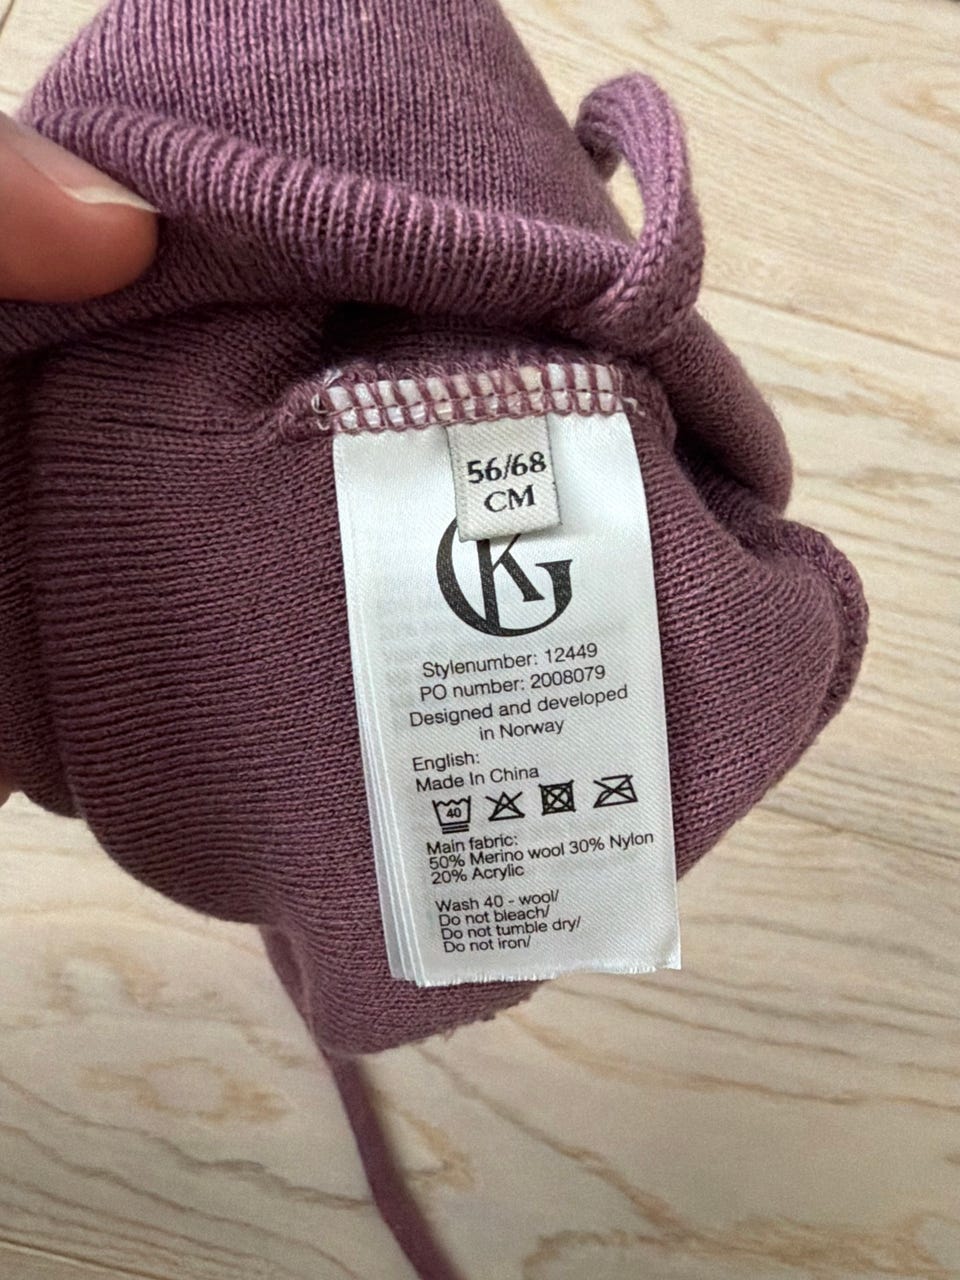 56/68
CM
KG
Stylenumber: 12449
PO number: 2008079
Designed and developed
in Norway
English:
Made In China
40
Main fabric:
50% Merino wool 30% Nylon
20% Acrylic
Wash 40 - wool/
Do not bleach/
Do not tumble dry/
Do not iron/